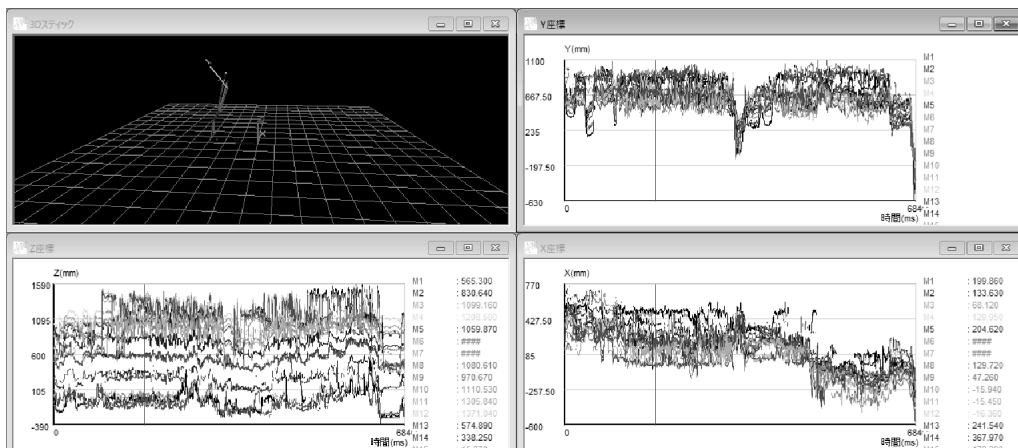 3Dスティック
Y座標
Y(mm)
1100
667.50
235
-197.50
-630
0
684
時間(ms)
M1
M2
M3
M4
M5
M6
M7
M8
M9
M10
M11
M12
M13
M14
Z座標
Z(mm)
1590
1095
600
105
-390
0
684
時間(ms)
M1 : 565.300
M2 : 830.640
M3 : 1099.160
M4
M5 : 1059.870
M6 : ####
M7 : ####
M8 : 1080.610
M9 : 970.670
M10 : 1110.530
M11 : 1305.840
M12 : 1371.040
M13 : 574.890
M14 : 338.250
X座標
X(mm)
770
427.50
85
-257.50
-600
0
684
時間(ms)
M1 : 199.860
M2 : 133.630
M3 : 68.120
M4 : 129.950
M5 : 204.620
M6 : ####
M7 : ####
M8 : 129.720
M9 : 47.260
M10 : -15.940
M11 : -15.450
M12 : -16.360
M13 : 241.540
M14 : 367.970